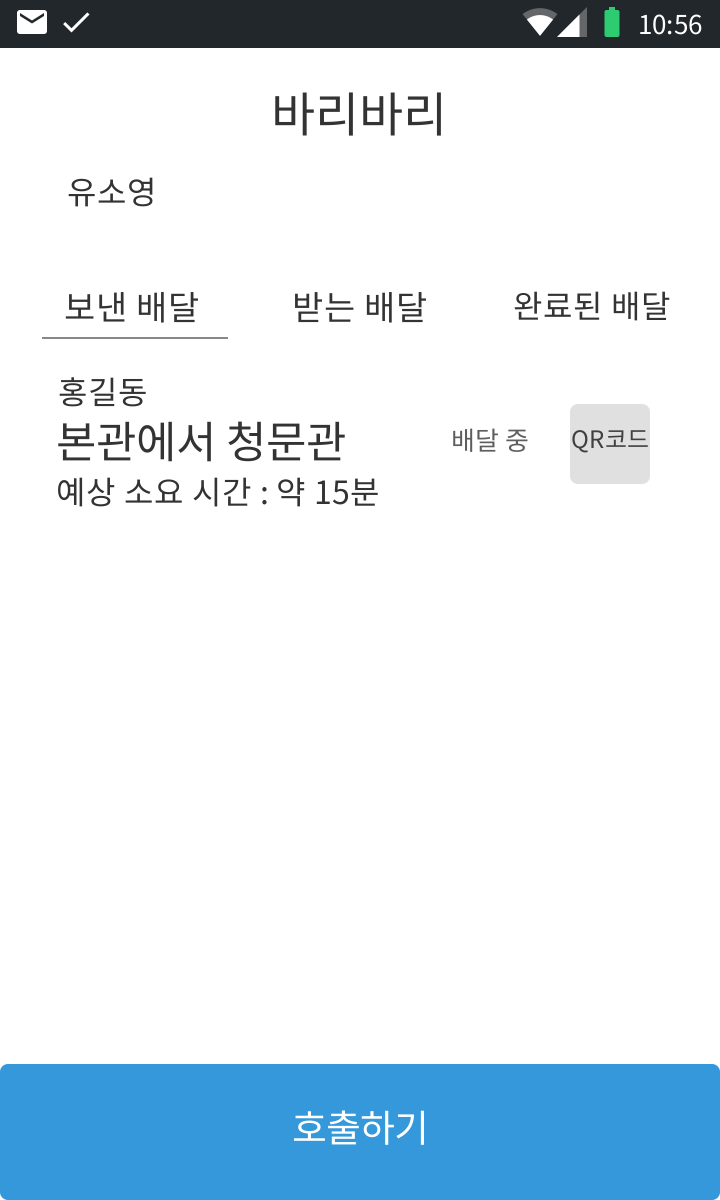 10:56
바리바리
유소영
보낸 배달 받는 배달 완료된 배달
홍길동
본관에서 청문관
예상 소요 시간 : 약 15분
배달 중
QR코드
호출하기